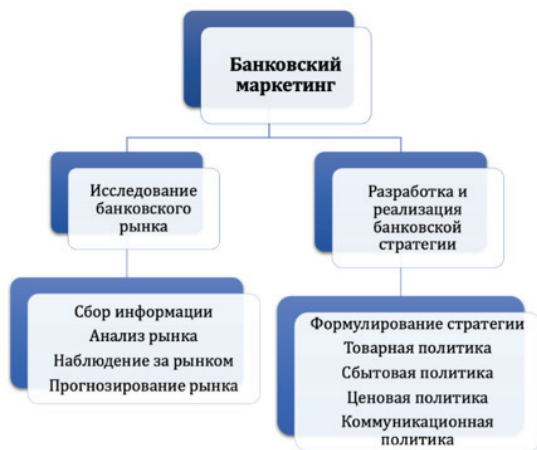 Банковский
маркетинг
Исследование
банковского
рынка
Разработка и
реализация
банковской
стратегии
Сбор информации
Анализ рынка
Наблюдение за рынком
Прогнозирование рынка
Формулирование стратегии
Товарная политика
Сбытовая политика
Ценовая политика
Коммуникационная
политика